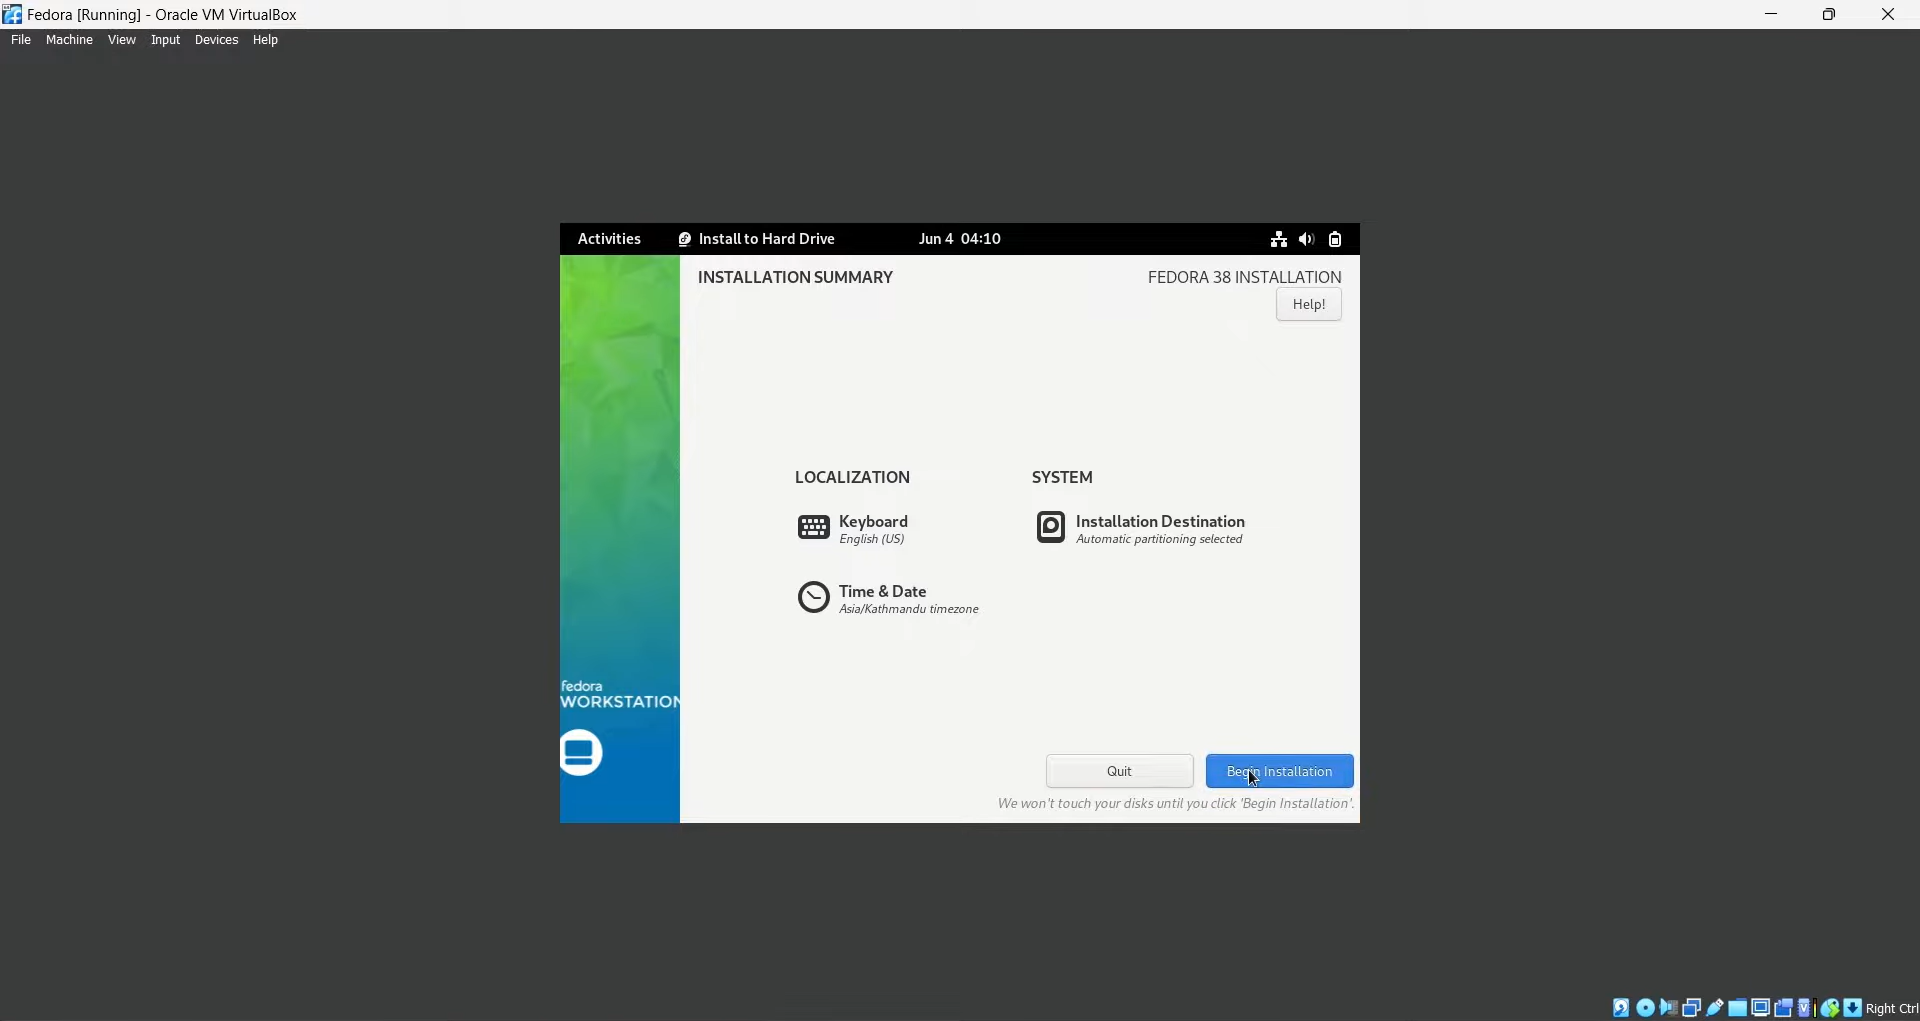 Fedora [Running] - Oracle VM VirtualBox
File Machine View Input Devices Help
Activities Install to Hard Drive Jun 4 04:10
INSTALLATION SUMMARY FEDORA 38 INSTALLATION
Help!
LOCALIZATION SYSTEM
Keyboard Installation Destination
English (US) Automatic partitioning selected
Time & Date
Asia/Kathmandu timezone
fedora
WORKSTATION
Quit Begin Installation
We won't touch your disks until you click 'Begin Installation'.
Right Ctrl